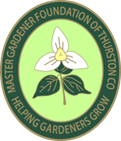 MASTER GARDENER FOUNDATION OF THURSTON CO
HELPING GARDENERS GROW